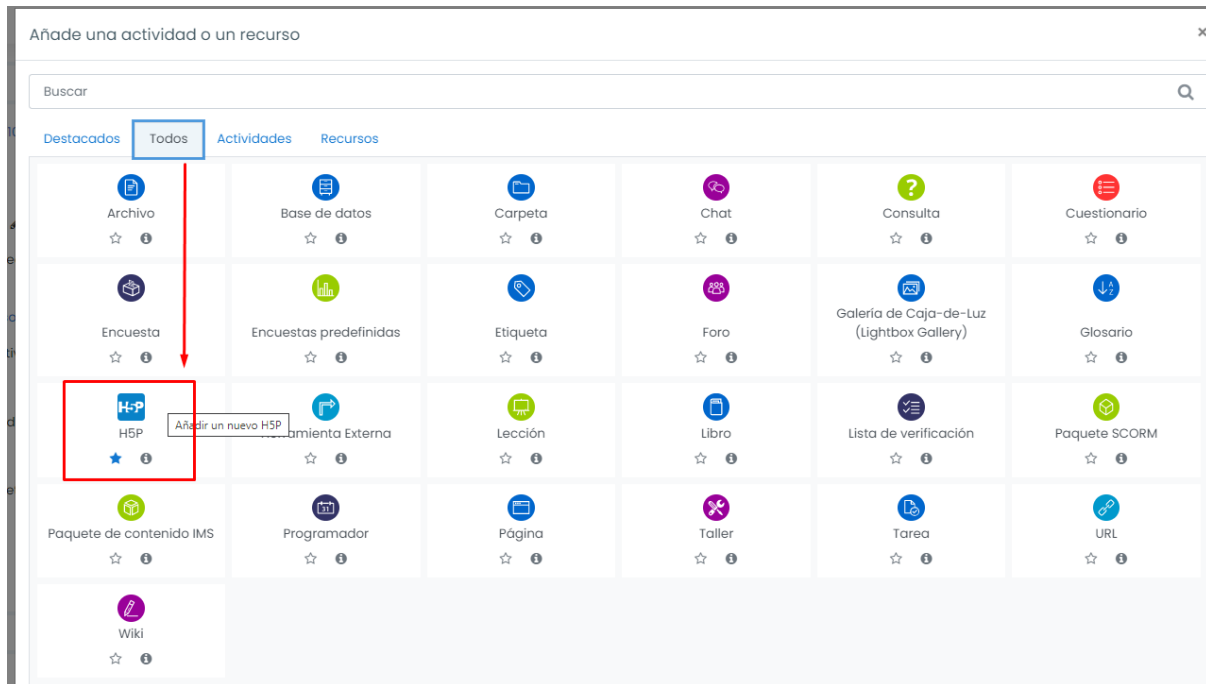 Añade una actividad o un recurso
×
Buscar
Destacados Todos Actividades Recursos
Archivo Base de datos Carpeta Chat Consulta Cuestionario
Encuesta Encuestas predefinidas Etiqueta Foro Galería de Caja-de-Luz
(Lightbox Gallery) Glosario
H5P
H5P Añadir un nuevo H5P Externa Lección Libro Lista de verificación Paquete SCORM
Paquete de contenido IMS Programador Página Taller Tarea URL
Wiki